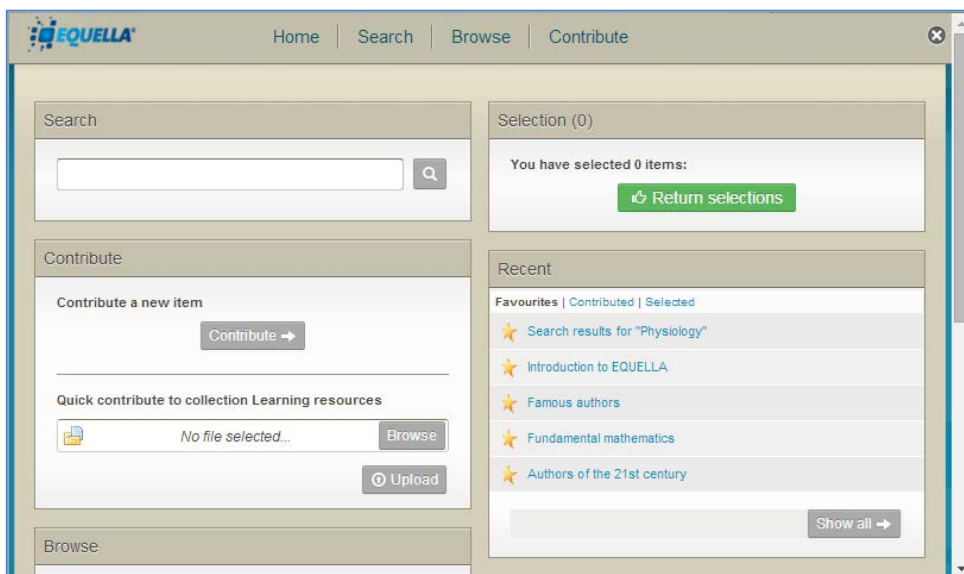 EQUELLA
Home | Search | Browse | Contribute
Search
Contribute
Contribute a new item
Contribute
Quick contribute to collection Learning resources
No file selected... Browse
Upload
Browse
Selection (0)
You have selected 0 items:
Return selections
Recent
Favourites | Contributed | Selected
Search results for "Physiology"
Introduction to EQUELLA
Famous authors
Fundamental mathematics
Authors of the 21st century
Show all